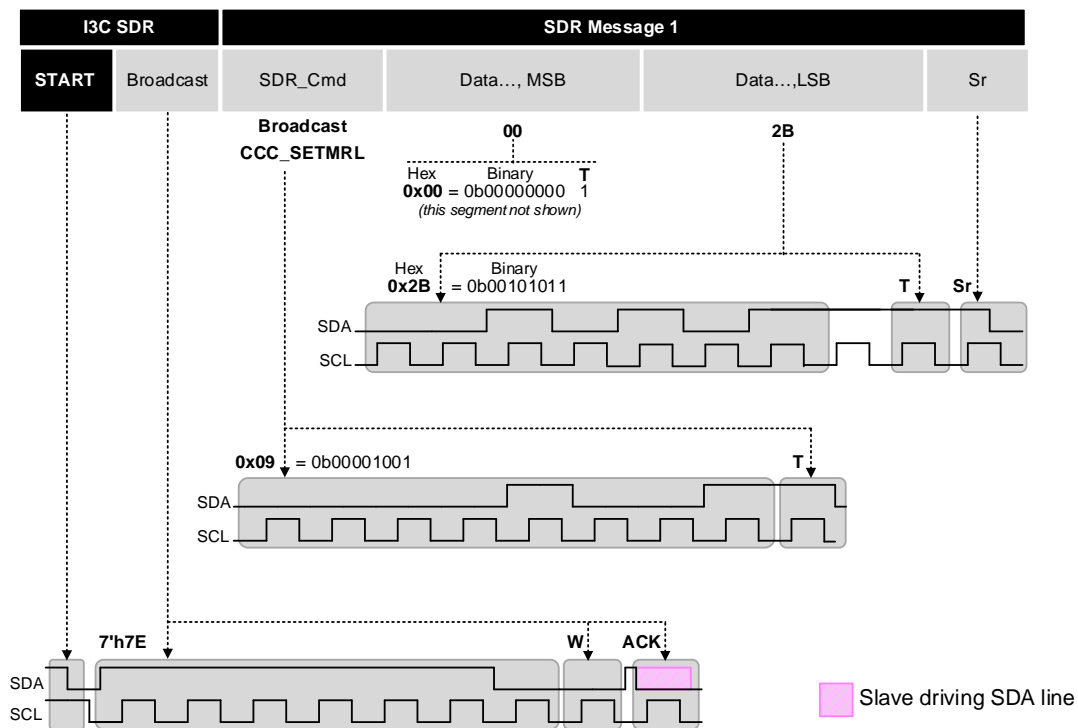 I3C SDR
SDR Message 1
START
Broadcast
SDR_Cmd
Data…, MSB
Data…,LSB
Sr
Broadcast
CCC_SETMRL
00
2B
Hex Binary T
0x00 = 0b00000000 1
(this segment not shown)
Hex Binary
0x2B = 0b00101011
T
Sr
SDA
SCL
0x09 = 0b00001001
T
SDA
SCL
7'h7E
W
ACK
SDA
SCL
Slave driving SDA line